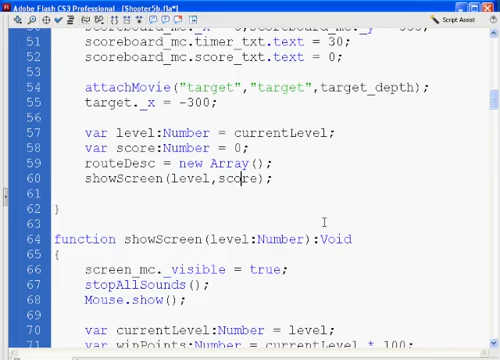 Adobe Flash CS3 Professional - [Shooter5b.fla*]
Script Assist
51 scoreboard_mc.timer_txt.text = 30;
52 scoreboard_mc.score_txt.text = 0;
53
54 attachMovie("target","target",target_depth);
55 target._x = -300;
56
57 var level:Number = currentLevel;
58 var score:Number = 0;
59 routeDesc = new Array();
60 showScreen(level,score);
61
62 }
63
64 function showScreen(level:Number):Void
65 {
66 screen_mc._visible = true;
67 stopAllSounds();
68 Mouse.show();
69
70 var currentLevel:Number = level;
71 var winPoints:Number = currentLevel * 100;